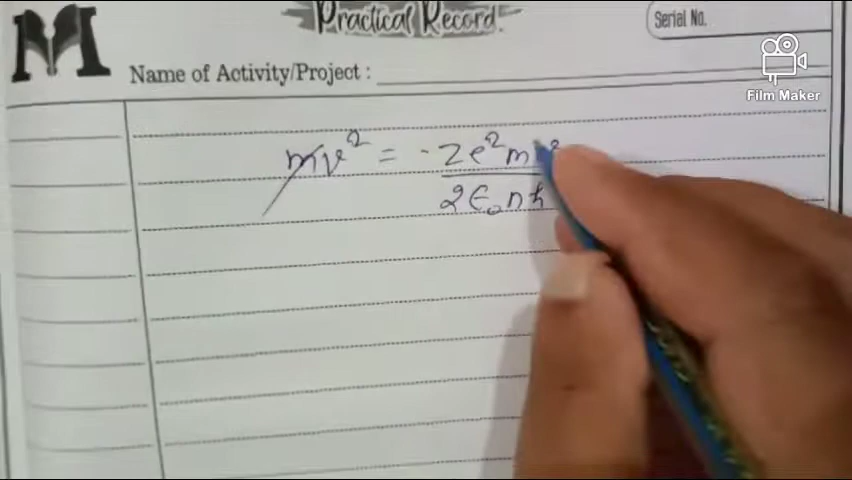 M
Practical Record
Serial No.
Film Maker
Name of Activity/Project :
mv² = -Ze²m
2ϵ₀nh